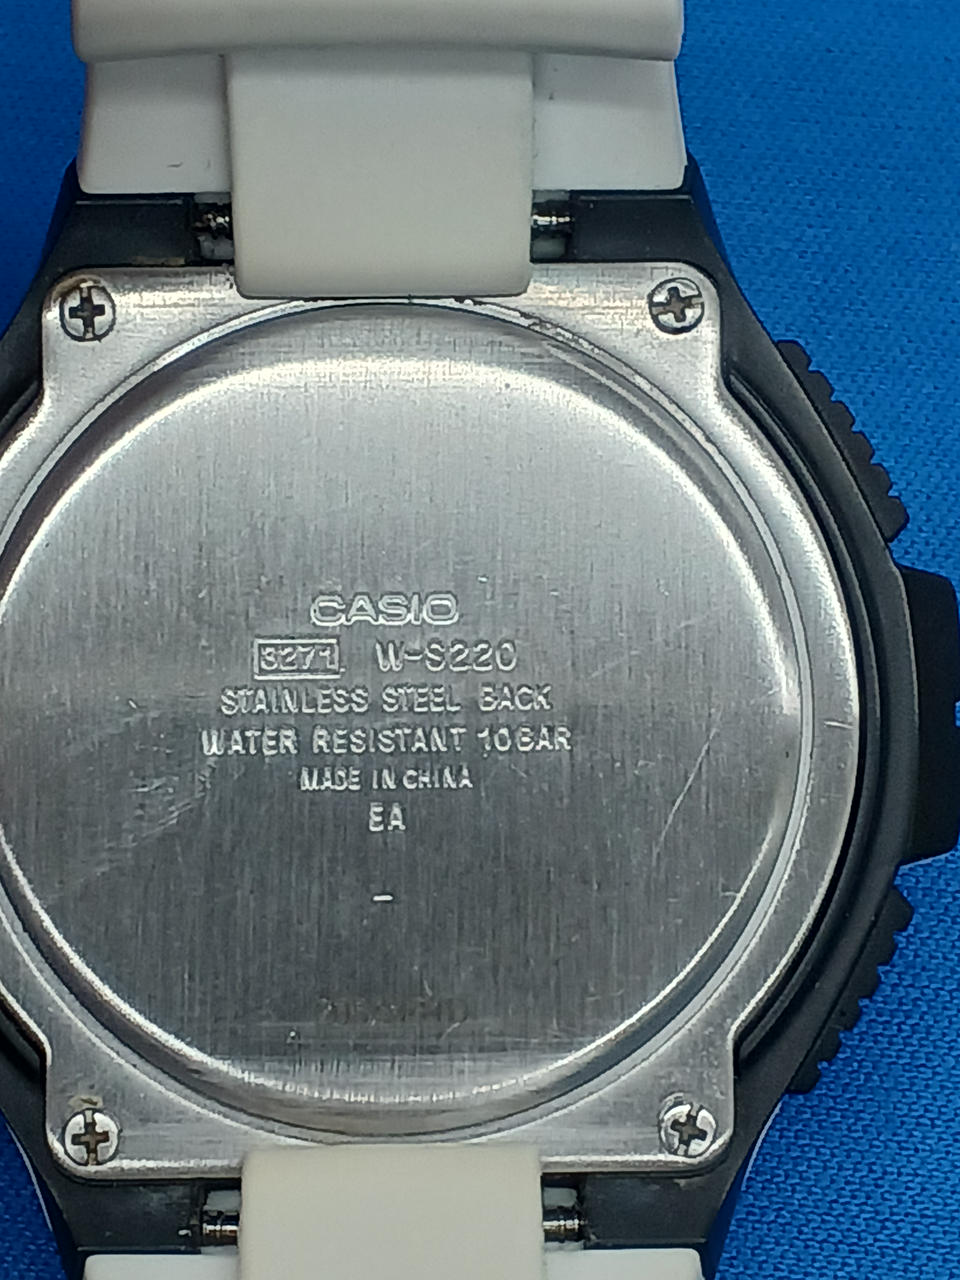 CASIO
3271 W-S220
STAINLESS STEEL BACK
WATER RESISTANT 10BAR
MADE IN CHINA
EA